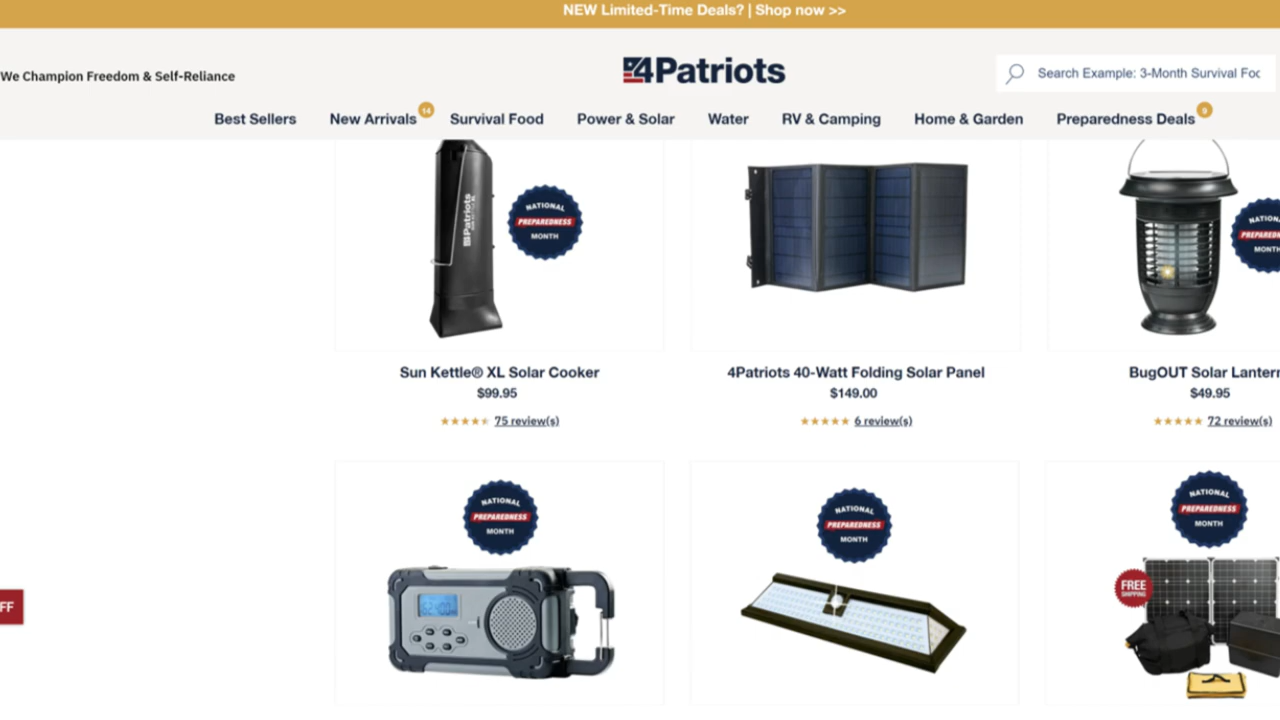 NEW Limited-Time Deals? | Shop now >>
We Champion Freedom & Self-Reliance
4Patriots
Search Example: 3-Month Survival Foo
Best Sellers
New Arrivals 14
Survival Food
Power & Solar
Water
RV & Camping
Home & Garden
Preparedness Deals 9
4Patriots
NATIONAL
PREPAREDNESS
MONTH
NATION
PREPAREDN
MONTH
Sun Kettle® XL Solar Cooker
$99.95
75 review(s)
4Patriots 40-Watt Folding Solar Panel
$149.00
6 review(s)
BugOUT Solar Lantern
$49.95
72 review(s)
NATIONAL
PREPAREDNESS
MONTH
NATIONAL
PREPAREDNESS
MONTH
NATIONAL
PREPAREDNESS
MONTH
FREE
SHIPPING
FF